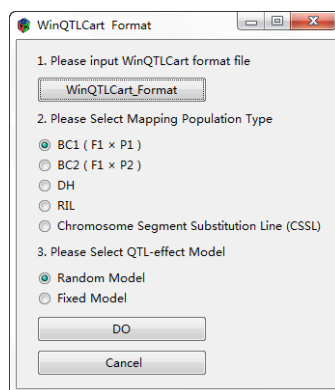 WinQTLCart Format
1. Please input WinQTLCart format file
WinQTLCart_Format
2. Please Select Mapping Population Type
BC1 ( F1 × P1 )
BC2 ( F1 × P2 )
DH
RIL
Chromosome Segment Substitution Line (CSSL)
3. Please Select QTL-effect Model
Random Model
Fixed Model
DO
Cancel